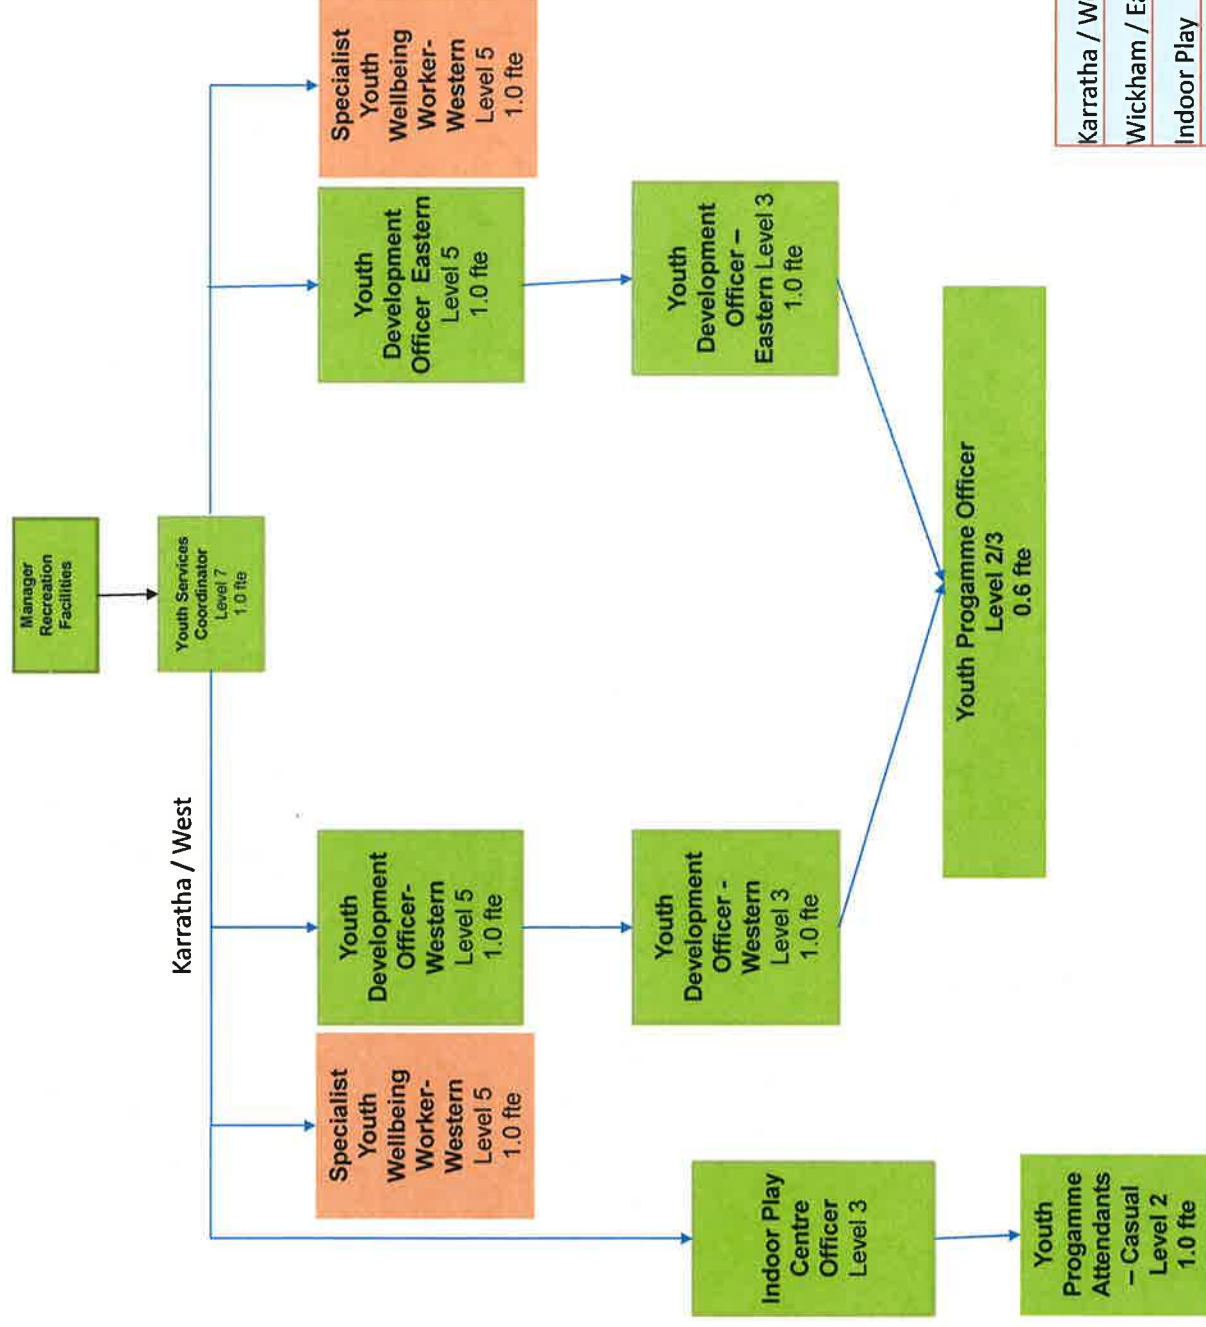 Manager
Recreation
Facilities
Youth Services
Coordinator
Level 7
1.0 fte
Karratha / West
Specialist
Youth
Wellbeing
Worker-
Western
Level 5
1.0 fte
Youth
Development
Officer-
Western
Level 5
1.0 fte
Youth
Development
Officer Eastern
Level 5
1.0 fte
Specialist
Youth
Wellbeing
Worker-
Western
Level 5
1.0 fte
Youth
Development
Officer -
Western
Level 3
1.0 fte
Youth
Development
Officer –
Eastern Level 3
1.0 fte
Indoor Play
Centre
Officer
Level 3
Youth Progamme Officer
Level 2/3
0.6 fte
Youth
Progamme
Attendants
– Casual
Level 2
1.0 fte
Karratha / W
Wickham / Ea
Indoor Play